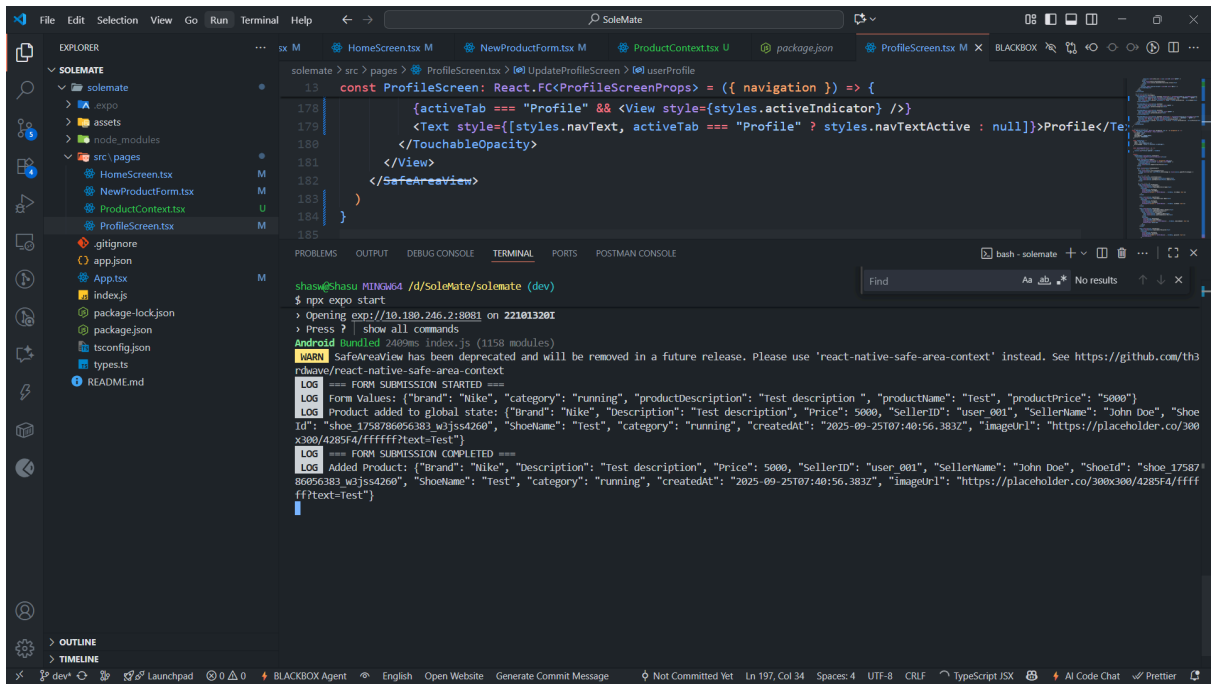 File Edit Selection View Go Run Terminal Help
SoleMate
EXPLORER
sx M
HomeScreen.tsx M
NewProductForm.tsx M
ProductContext.tsx U
package.json
ProfileScreen.tsx M
BLACKBOX
SOLEMATE
solemate
.expo
assets
node_modules
src\pages
HomeScreen.tsx M
NewProductForm.tsx M
ProductContext.tsx U
ProfileScreen.tsx M
.gitignore
app.json
App.tsx M
index.js
package-lock.json
package.json
tsconfig.json
types.ts
README.md
OUTLINE
TIMELINE
5
4
solemate > src > pages > ProfileScreen.tsx > UpdateProfileScreen > userProfile
13 const ProfileScreen: React.FC<ProfileScreenProps> = ({ navigation }) => {
178 {activeTab === "Profile" && <View style={styles.activeIndicator} />}
179 <Text style={[styles.navText, activeTab === "Profile" ? styles.navTextActive : null]}>Profile</Te
180 </TouchableOpacity>
181 </View>
182 </SafeAreaView>
183 )
184 }
185
PROBLEMS OUTPUT DEBUG CONSOLE TERMINAL PORTS POSTMAN CONSOLE
bash - solemate
Find Aa ab No results
shasw@Shasu MINGW64 /d/SoleMate/solemate (dev)
$ npx expo start
› Opening exp://10.180.246.2:8081 on 22101320I
› Press ? │ show all commands
Android Bundled 2409ms index.js (1158 modules)
WARN SafeAreaView has been deprecated and will be removed in a future release. Please use 'react-native-safe-area-context' instead. See https://github.com/th3
rdwave/react-native-safe-area-context
LOG === FORM SUBMISSION STARTED ===
LOG Form Values: {"brand": "Nike", "category": "running", "productDescription": "Test description ", "productName": "Test", "productPrice": "5000"}
LOG Product added to global state: {"Brand": "Nike", "Description": "Test description", "Price": 5000, "SellerID": "user_001", "SellerName": "John Doe", "Shoe
Id": "shoe_1758786056383_w3jss4260", "ShoeName": "Test", "category": "running", "createdAt": "2025-09-25T07:40:56.383Z", "imageUrl": "https://placeholder.co/300
x300/4285F4/ffffff?text=Test"}
LOG === FORM SUBMISSION COMPLETED ===
LOG Added Product: {"Brand": "Nike", "Description": "Test description", "Price": 5000, "SellerID": "user_001", "SellerName": "John Doe", "ShoeId": "shoe_17587
86056383_w3jss4260", "ShoeName": "Test", "category": "running", "createdAt": "2025-09-25T07:40:56.383Z", "imageUrl": "https://placeholder.co/300x300/4285F4/ffff
ff?text=Test"}
dev* Launchpad 0 0 BLACKBOX Agent English Open Website Generate Commit Message Not Committed Yet Ln 197, Col 34 Spaces: 4 UTF-8 CRLF TypeScript JSX AI Code Chat Prettier